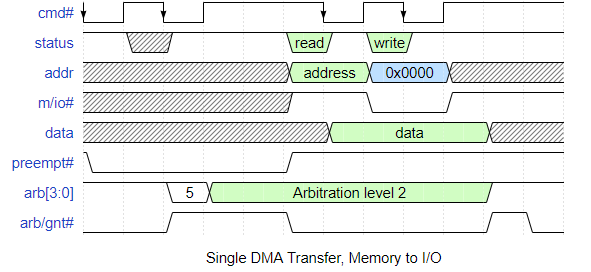 cmd#
status read write
addr address 0x0000
m/io#
data data
preempt#
arb[3:0] 5 Arbitration level 2
arb/gnt#
Single DMA Transfer, Memory to I/O